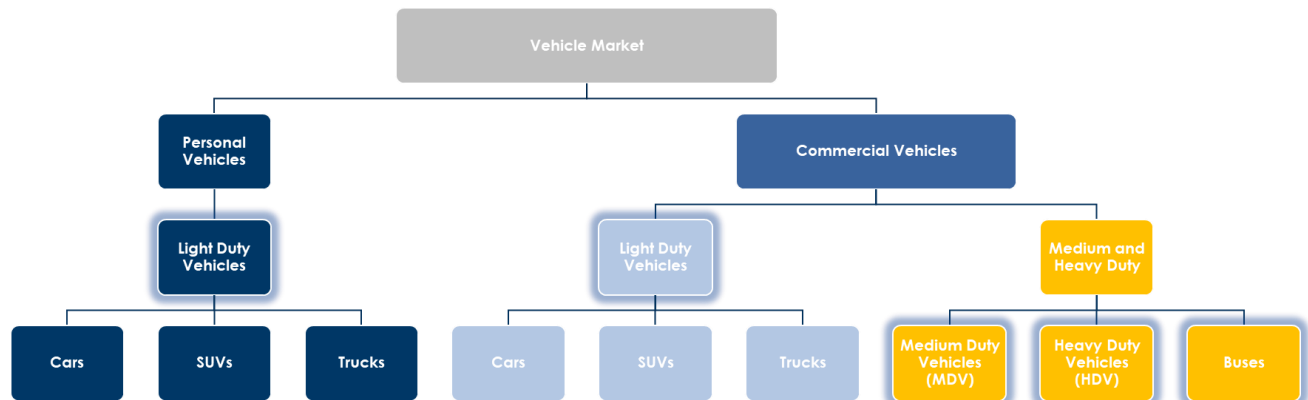 Vehicle Market
Personal
Vehicles
Commercial Vehicles
Light Duty
Vehicles
Light Duty
Vehicles
Medium and
Heavy Duty
Cars
SUVs
Trucks
Cars
SUVs
Trucks
Medium Duty
Vehicles
(MDV)
Heavy Duty
Vehicles
(HDV)
Buses